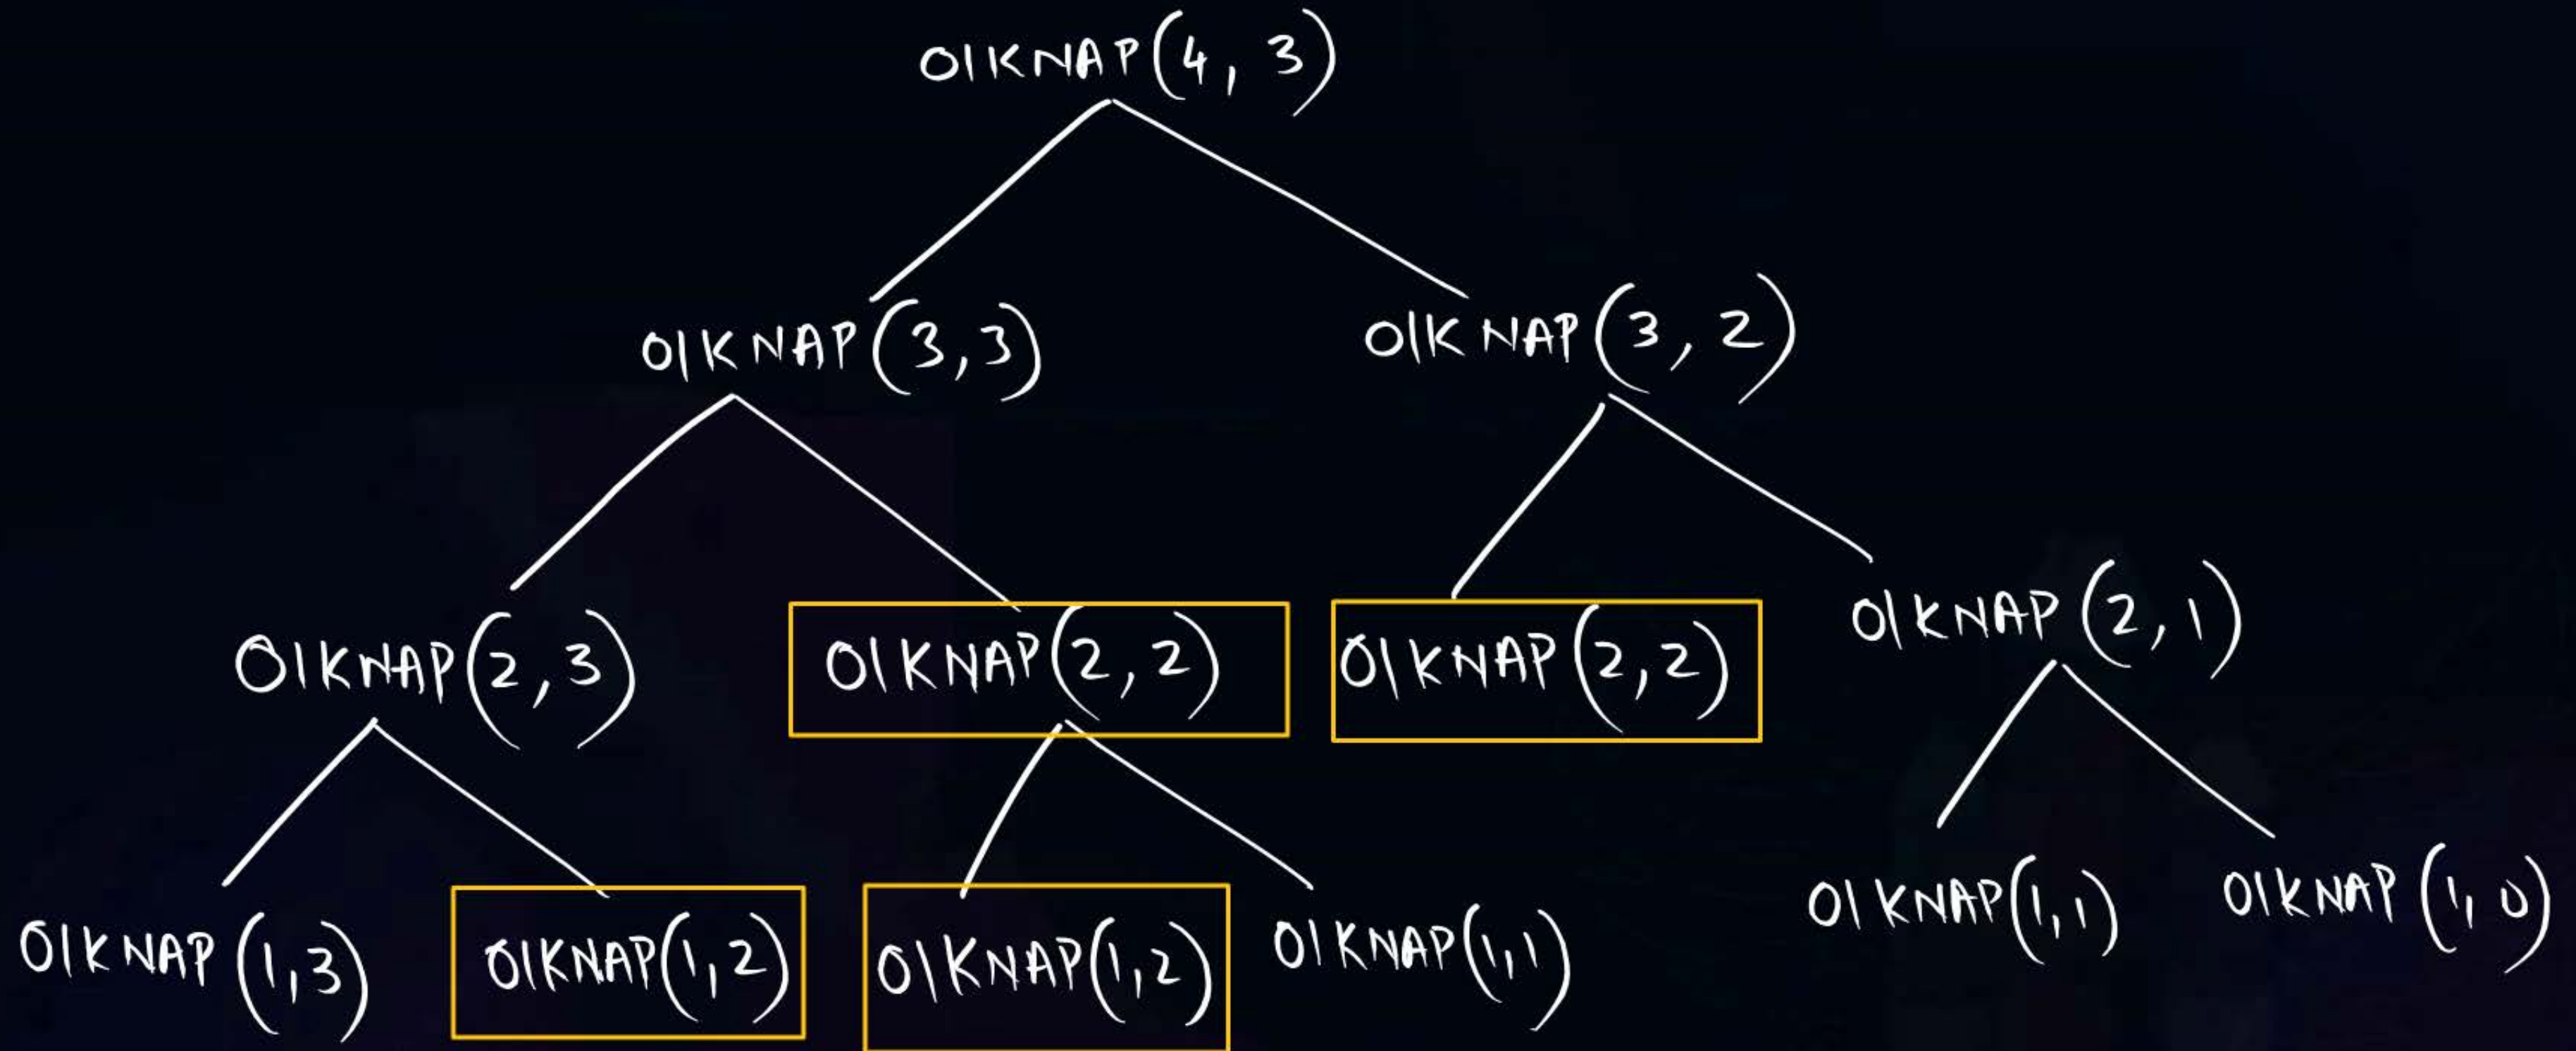 01KNAP(4, 3)
01KNAP(3,3) 01KNAP(3, 2)
01KNAP(2,3) 01KNAP(2, 2) 01KNAP(2,2) 01KNAP(2, 1)
01KNAP(1,3) 01KNAP(1,2) 01KNAP(1,2) 01KNAP(1,1) 01KNAP(1,1) 01KNAP(1, 0)